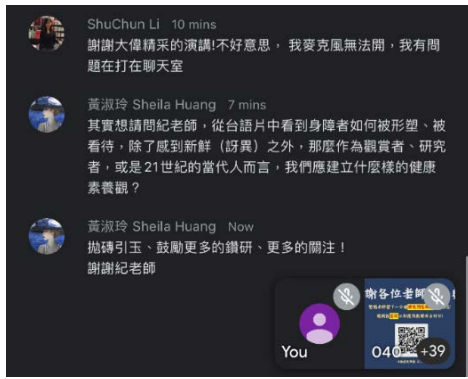 ShuChun Li 10 mins
謝謝大偉精采的演講!不好意思， 我麥克風無法開，我有問
題在打在聊天室
黃淑玲 Sheila Huang 7 mins
其實想請問紀老師，從台語片中看到身障者如何被形塑、被
看待，除了感到新鮮（訝異）之外，那麼作為觀賞者、研究
者，或是21世紀的當代人而言，我們應建立什麼樣的健康
素養觀？
黃淑玲 Sheila Huang Now
拋磚引玉、鼓勵更多的鑽研、更多的關注！
謝謝紀老師
謝各位老師
You
040
+39